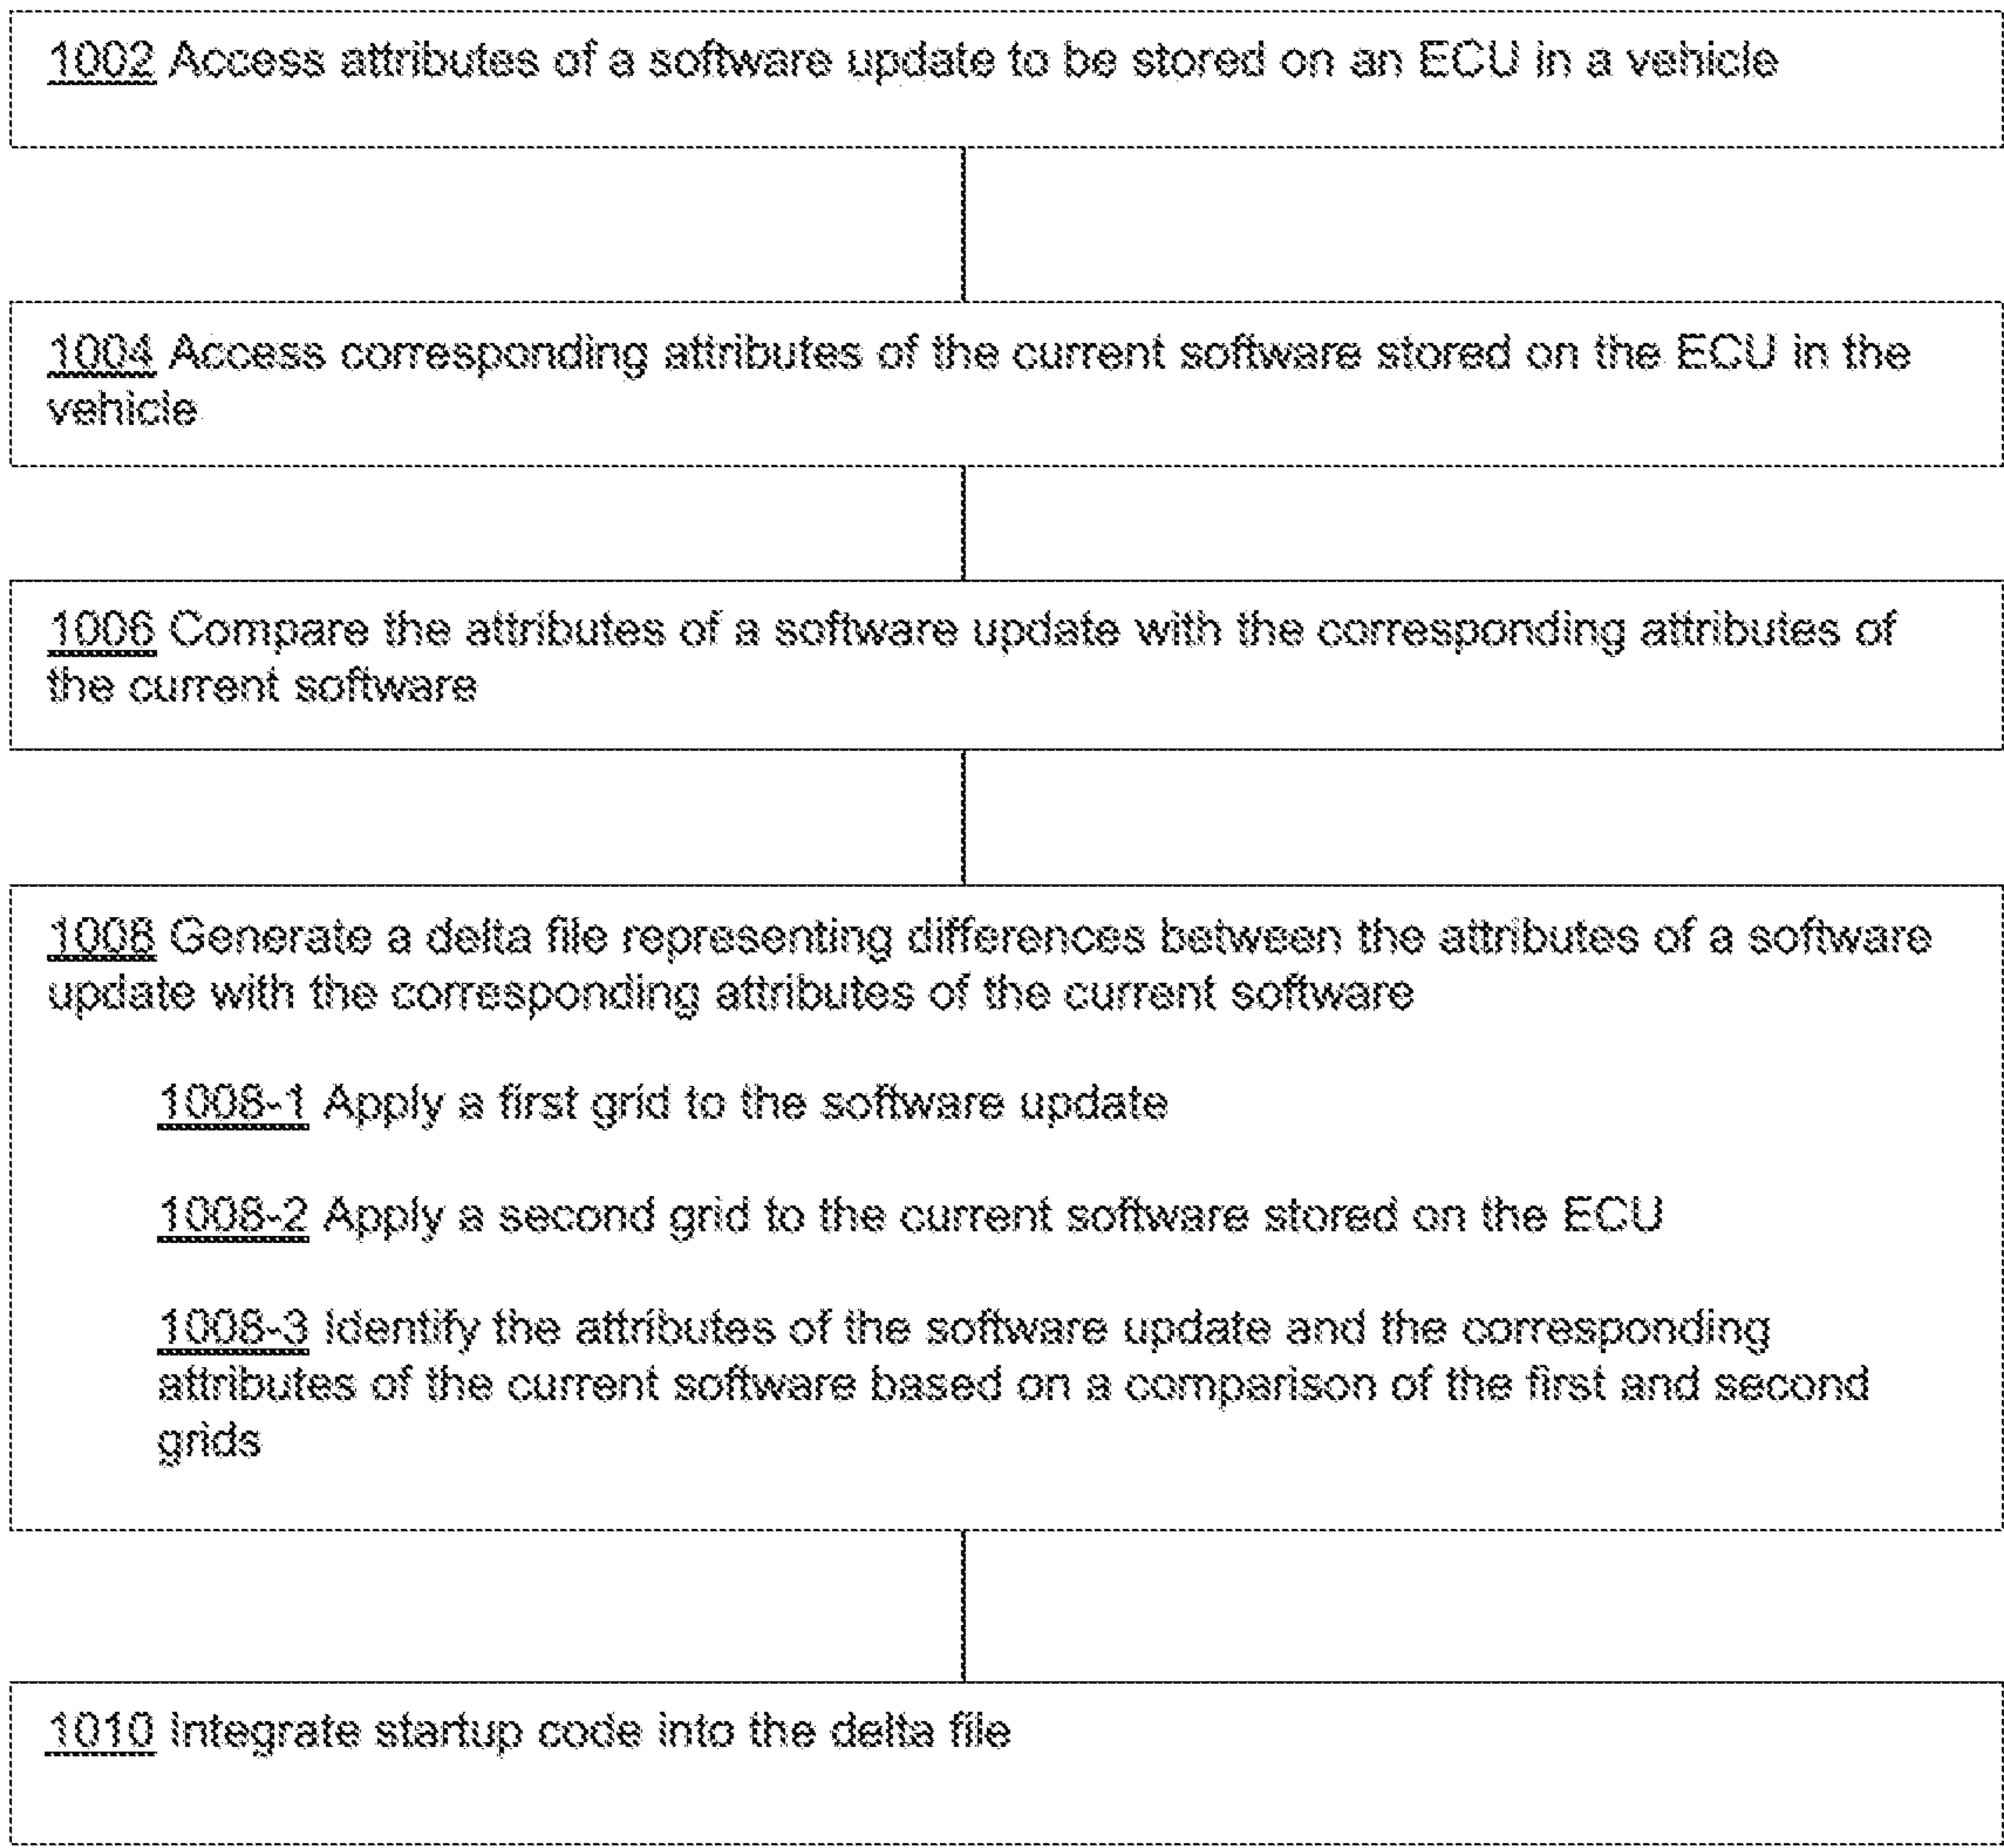 1002 Access attributes of a software update to be stored on an ECU in a vehicle
1004 Access corresponding attributes of the current software stored on the ECU in the
vehicle
1006 Compare the attributes of a software update with the corresponding attributes of
the current software
1008 Generate a delta file representing differences between the attributes of a software
update with the corresponding attributes of the current software
1008-1 Apply a first grid to the software update
1008-2 Apply a second grid to the current software stored on the ECU
1008-3 Identify the attributes of the software update and the corresponding
attributes of the current software based on a comparison of the first and second
grids
1010 Integrate startup code into the delta file